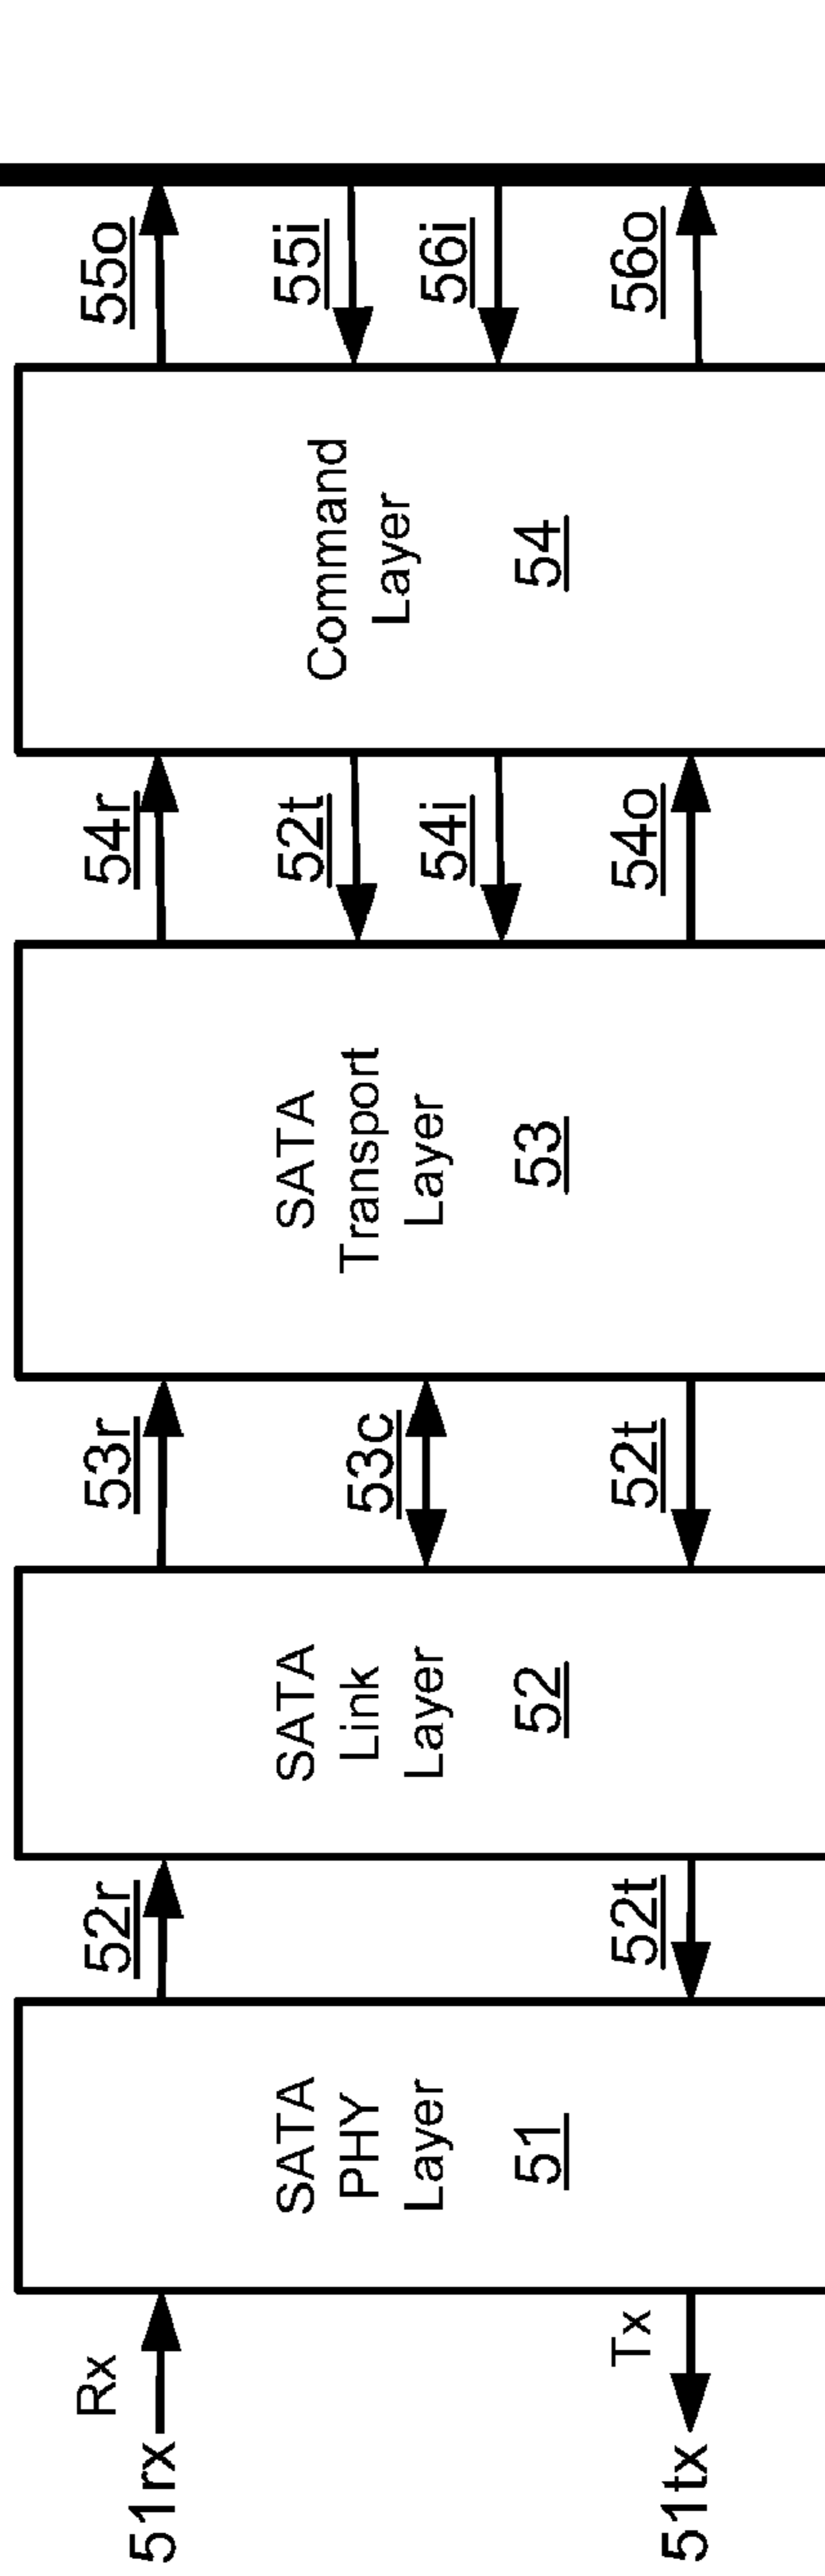 Rx
51rx
Tx
51tx
SATA
PHY
Layer
51
52r
52t
SATA
Link
Layer
52
53r
53c
52t
SATA
Transport
Layer
53
54r
52t
54i
54o
Command
Layer
54
55o
55i
56i
56o